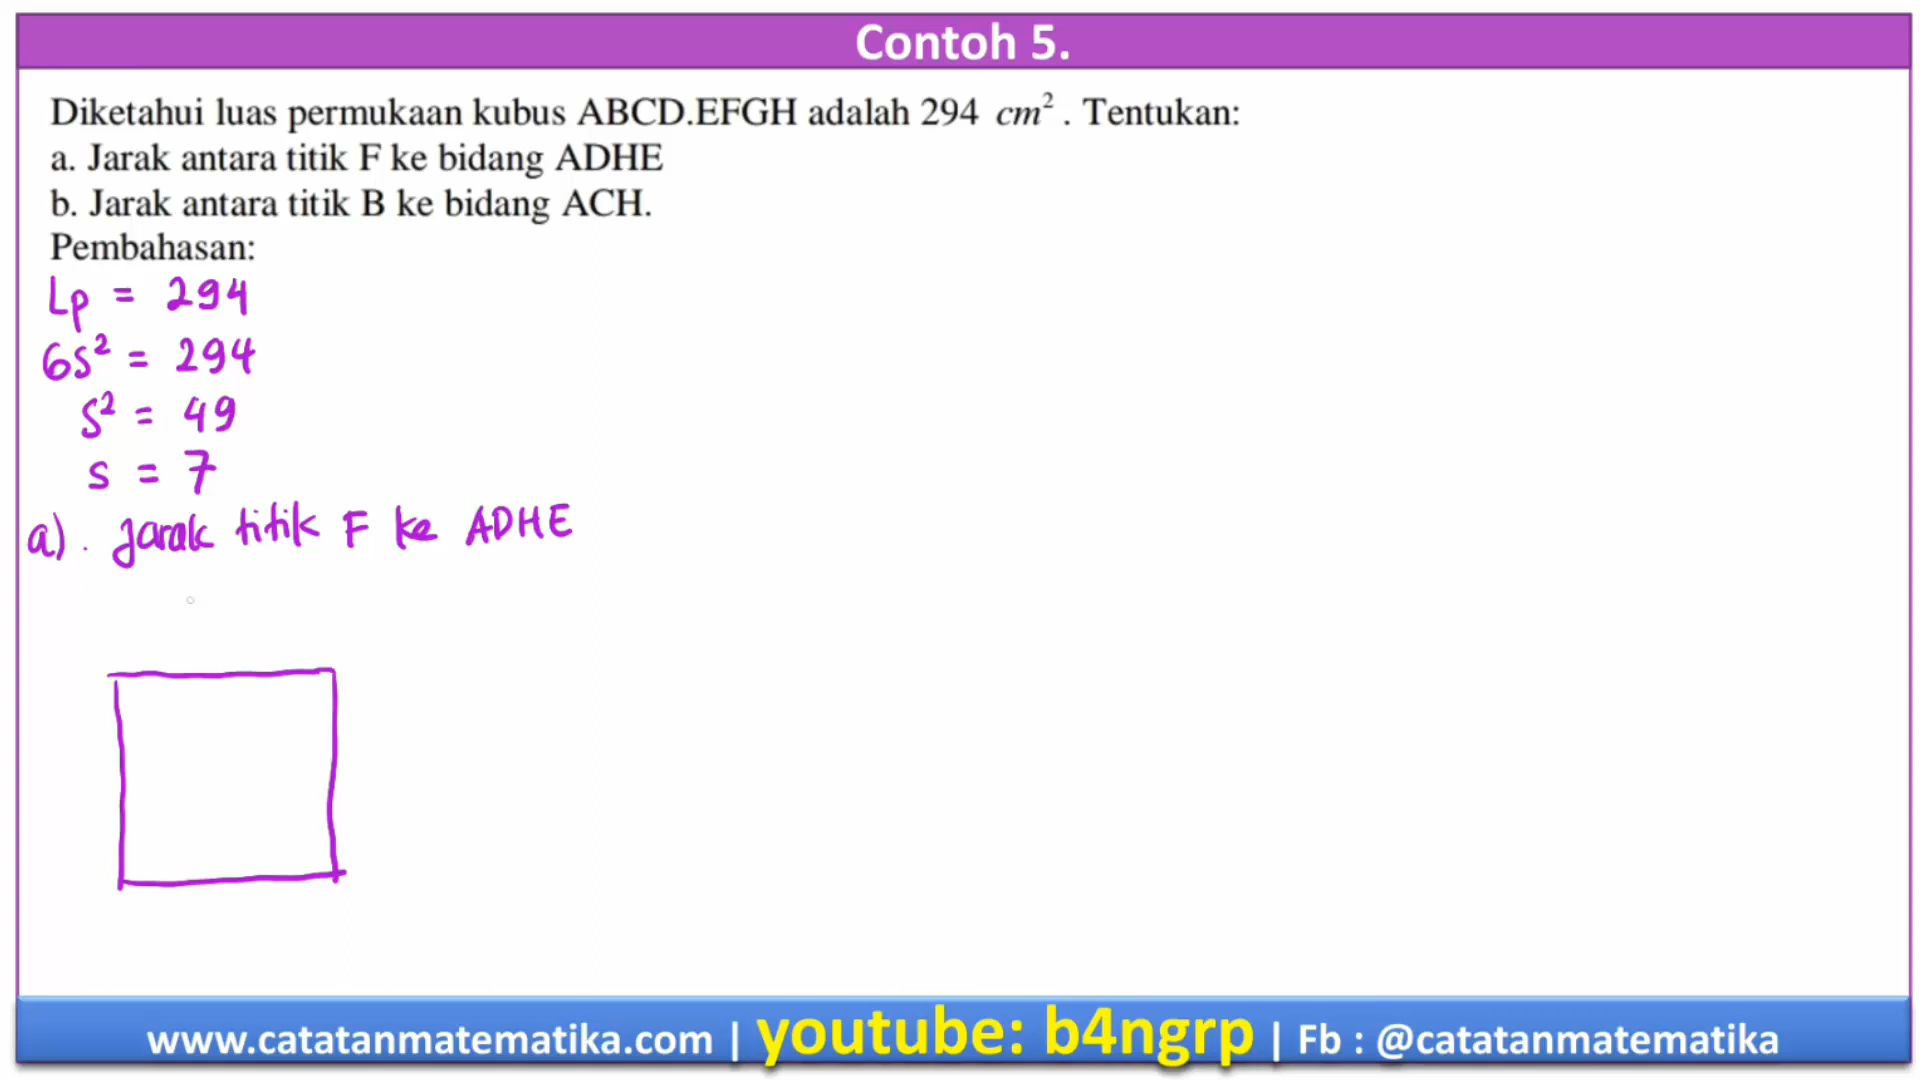 Contoh 5.
Diketahui luas permukaan kubus ABCD.EFGH adalah 294 cm². Tentukan:
a. Jarak antara titik F ke bidang ADHE
b. Jarak antara titik B ke bidang ACH.
Pembahasan:
Lp = 294
6s² = 294
s² = 49
s = 7
a). Jarak titik F ke ADHE
www.catatanmatematika.com | youtube: b4ngrp | Fb : @catatanmatematika